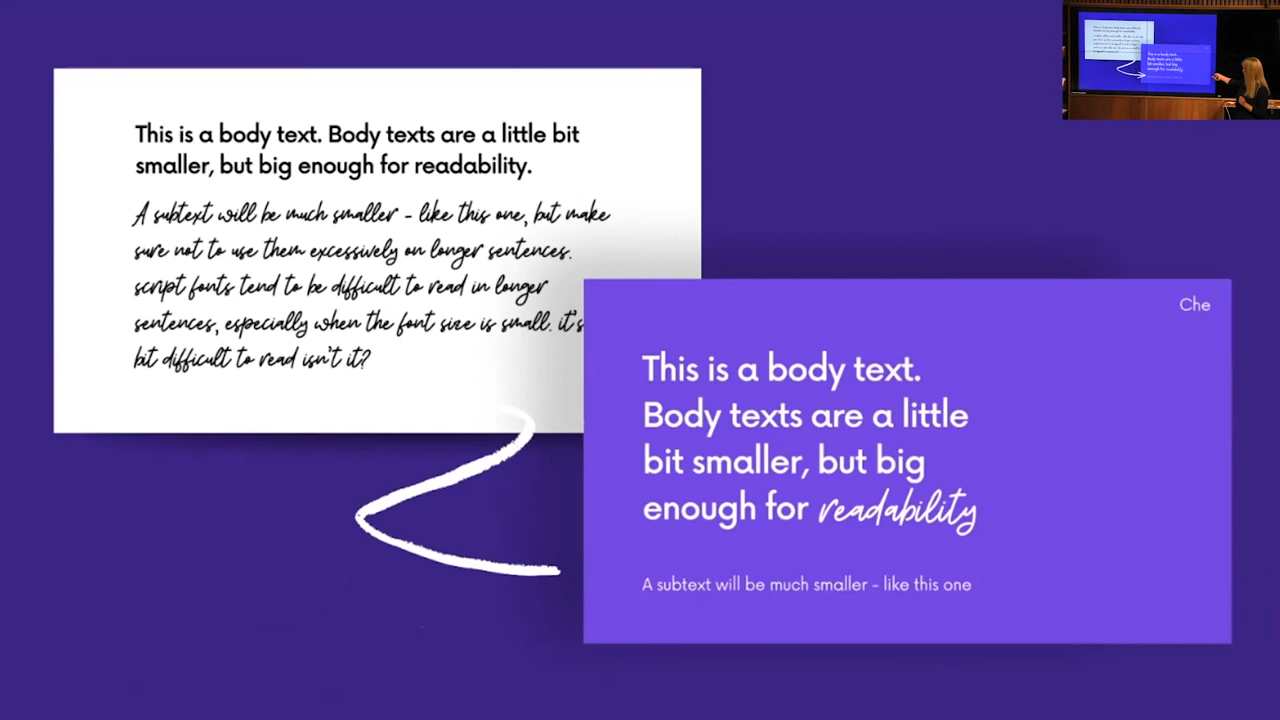 This is a body text. Body texts are a little bit
smaller, but big enough for readability.
A subtext will be much smaller - like this one, but make
sure not to use them excessively on longer sentences.
script fonts tend to be difficult to read in longer
sentences, especially when the font size is small. it's
bit difficult to read isn't it?
Che
This is a body text.
Body texts are a little
bit smaller, but big
enough for readability
A subtext will be much smaller - like this one